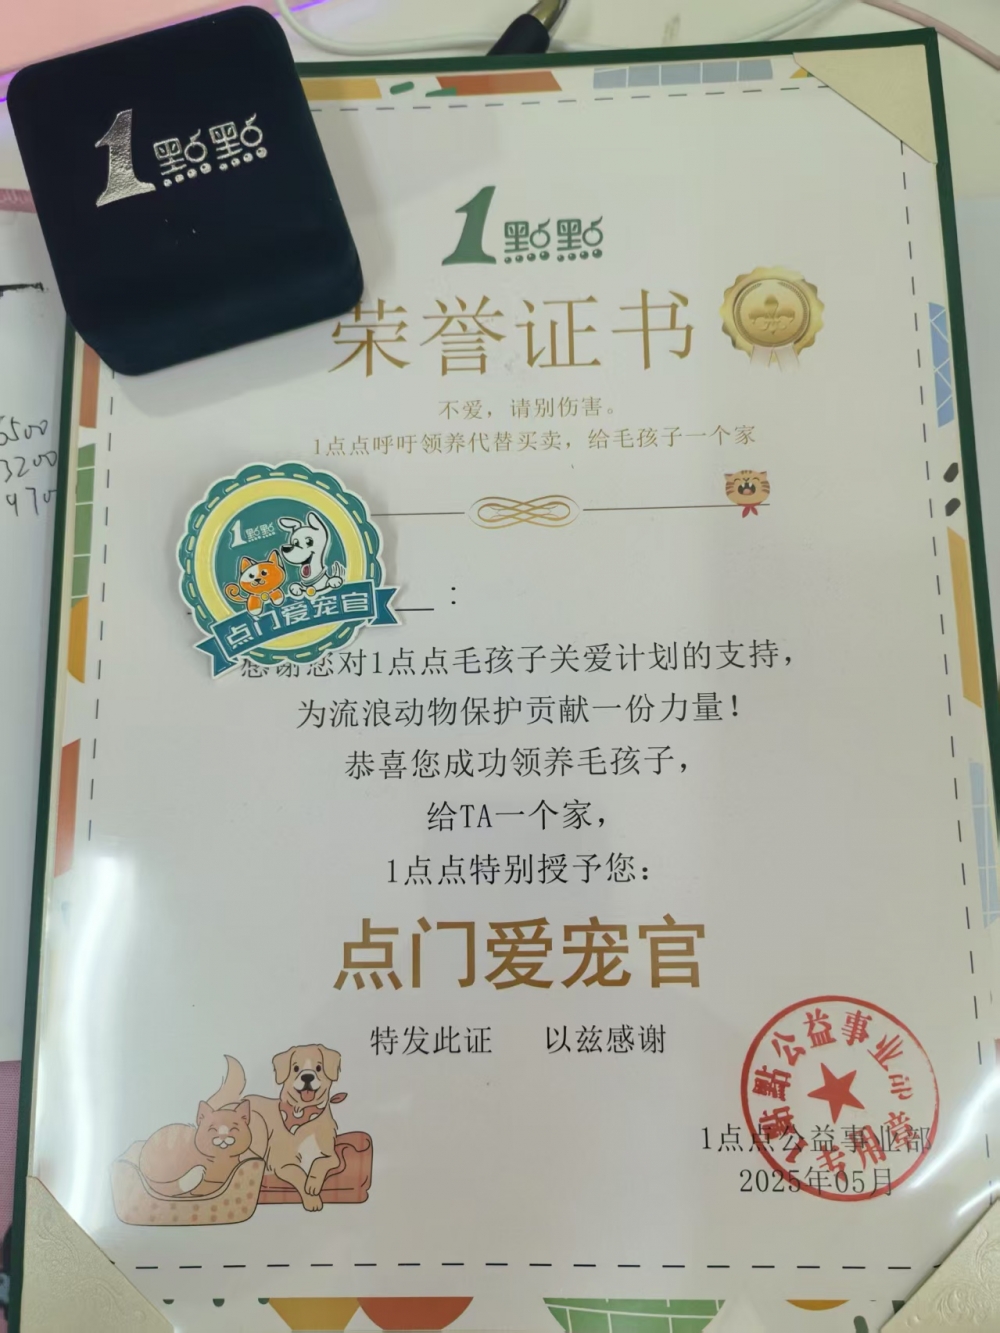 1點點
1點點
荣誉证书
不爱，请别伤害。
1点点呼吁领养代替买卖，给毛孩子一个家
1點點
点门爱宠官
：
感谢您对1点点毛孩子关爱计划的支持，
为流浪动物保护贡献一份力量！
恭喜您成功领养毛孩子，
给TA一个家，
1点点特别授予您：
点门爱宠官
特发此证 以兹感谢
1点点公益事业部
2025年05月
1點點公益事业部
专用章
3200